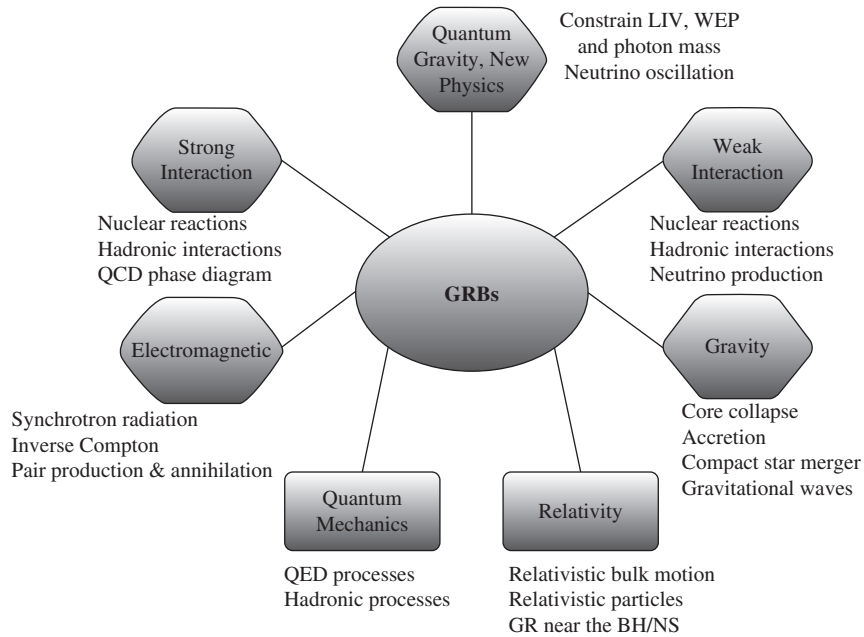 Quantum
Gravity, New
Physics
Constrain LIV, WEP
and photon mass
Neutrino oscillation
Strong
Interaction
Nuclear reactions
Hadronic interactions
QCD phase diagram
Weak
Interaction
Nuclear reactions
Hadronic interactions
Neutrino production
GRBs
Electromagnetic
Synchrotron radiation
Inverse Compton
Pair production & annihilation
Gravity
Core collapse
Accretion
Compact star merger
Gravitational waves
Quantum
Mechanics
QED processes
Hadronic processes
Relativity
Relativistic bulk motion
Relativistic particles
GR near the BH/NS